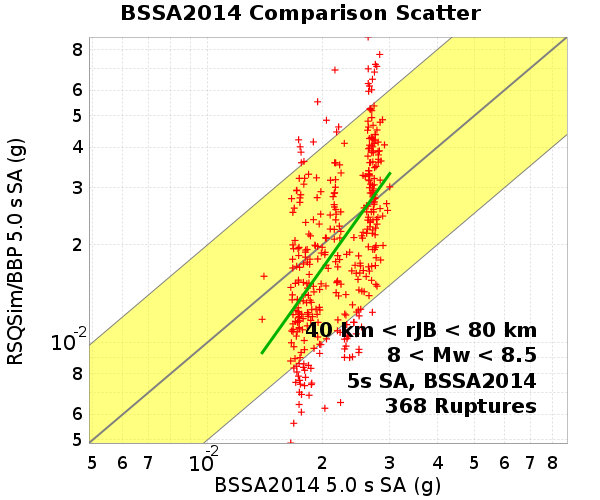 BSSA2014 Comparison Scatter
RSQSim/BBP 5.0 s SA (g)
8
6
5
4
3
2
10⁻²
8
6
5
40 km < rJB < 80 km
8 < Mw < 8.5
5s SA, BSSA2014
368 Ruptures
5 6 7 10⁻² 2 3 4 5 6 7 8
BSSA2014 5.0 s SA (g)